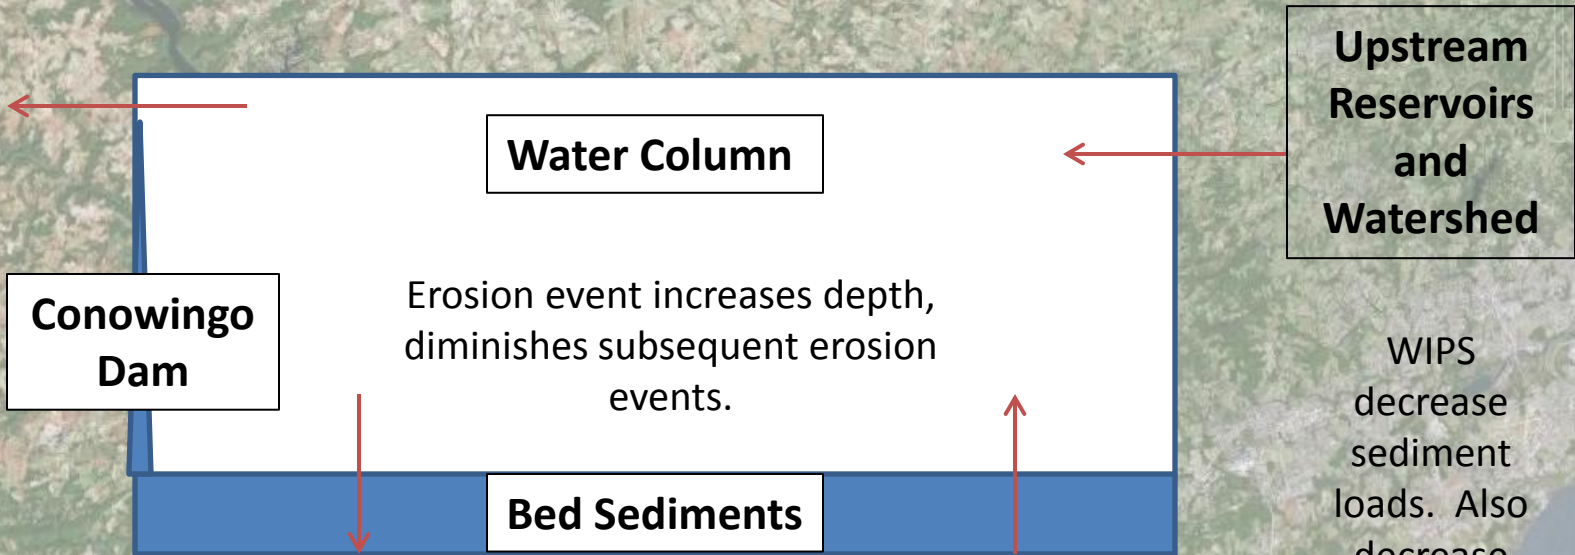 Upstream
Reservoirs
and
Watershed
Water Column
Conowingo
Dam
Erosion event increases depth,
diminishes subsequent erosion
events.
WIPS
decrease
sediment
loads. Also
decrease
Bed Sediments